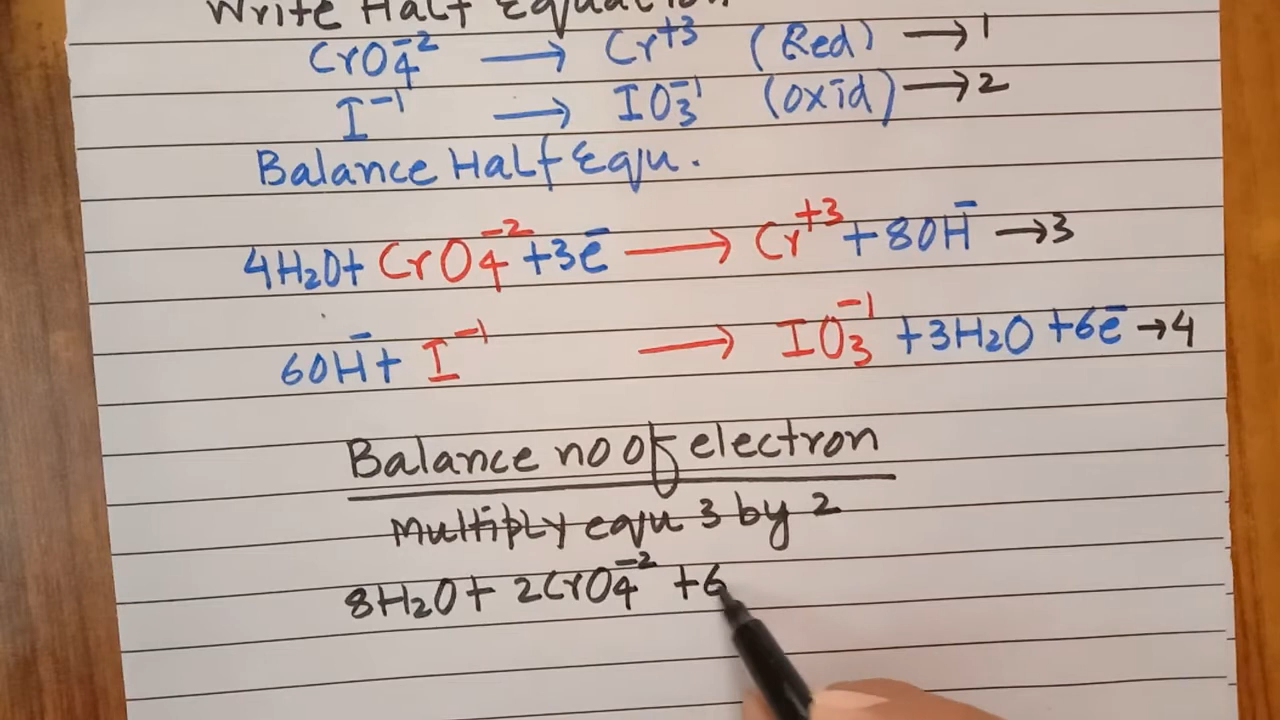 Write Half Equation
CrO₄⁻² → Cr⁺³ (Red) → 1
I⁻¹ → IO₃⁻¹ (oxid) → 2
Balance Half Equ.
4H₂O + CrO₄⁻² + 3e⁻ → Cr⁺³ + 8OH⁻ → 3
6OH⁻ + I⁻¹ → IO₃⁻¹ + 3H₂O + 6e⁻ → 4
Balance no of electron
Multiply equ 3 by 2
8H₂O + 2CrO₄⁻² + 6